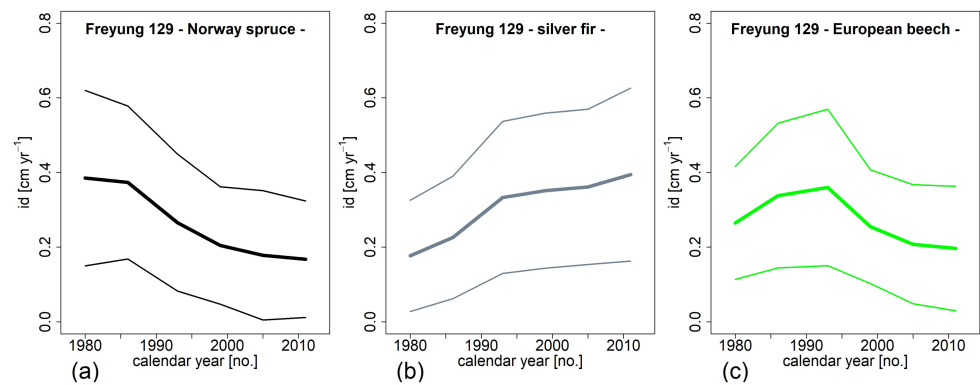 Freyung 129 - Norway spruce -
0.8
0.6
0.4
0.2
0.0
id [cm yr⁻¹]
1980 1990 2000 2010
calendar year [no.]
(a)
Freyung 129 - silver fir -
0.8
0.6
0.4
0.2
0.0
id [cm yr⁻¹]
1980 1990 2000 2010
calendar year [no.]
(b)
Freyung 129 - European beech -
0.8
0.6
0.4
0.2
0.0
id [cm yr⁻¹]
1980 1990 2000 2010
calendar year [no.]
(c)